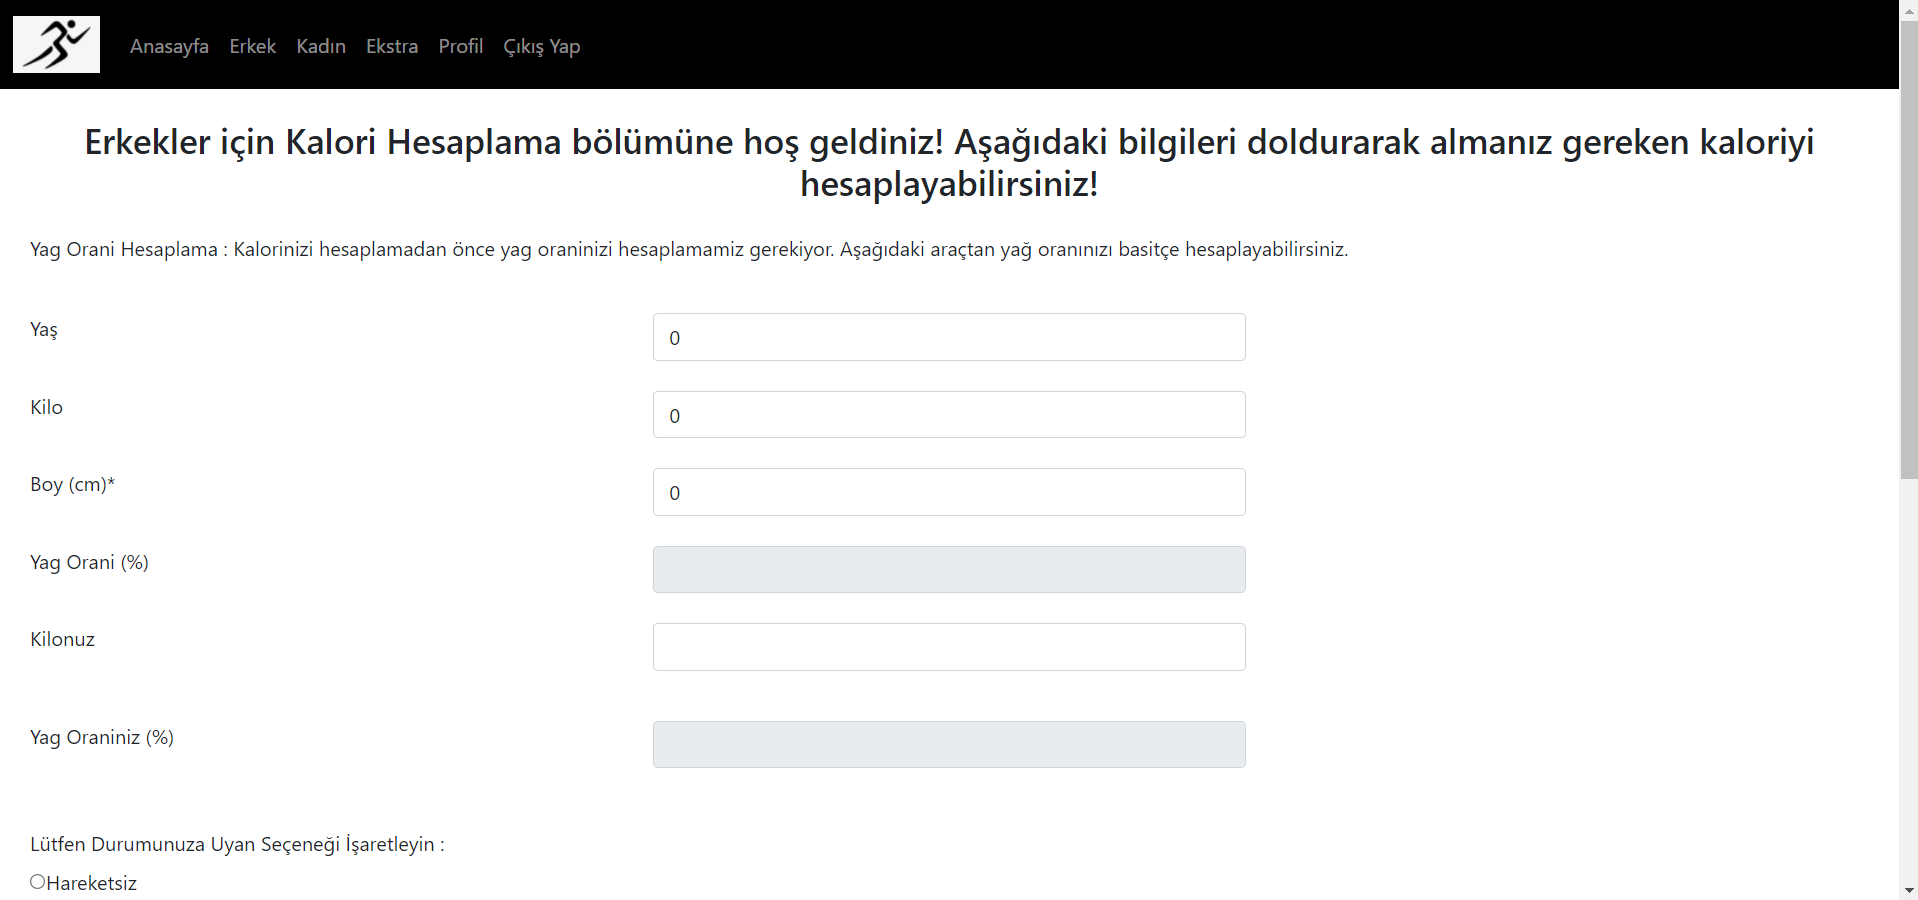 Anasayfa Erkek Kadın Ekstra Profil Çıkış Yap
Erkekler için Kalori Hesaplama bölümüne hoş geldiniz! Aşağıdaki bilgileri doldurarak almanız gereken kaloriyi
hesaplayabilirsiniz!
Yag Orani Hesaplama : Kalorinizi hesaplamadan önce yag oraninizi hesaplamamiz gerekiyor. Aşağıdaki araçtan yağ oranınızı basitçe hesaplayabilirsiniz.
Yaş 0
Kilo 0
Boy (cm)* 0
Yag Orani (%)
Kilonuz
Yag Oraniniz (%)
Lütfen Durumunuza Uyan Seçeneği İşaretleyin :
Hareketsiz